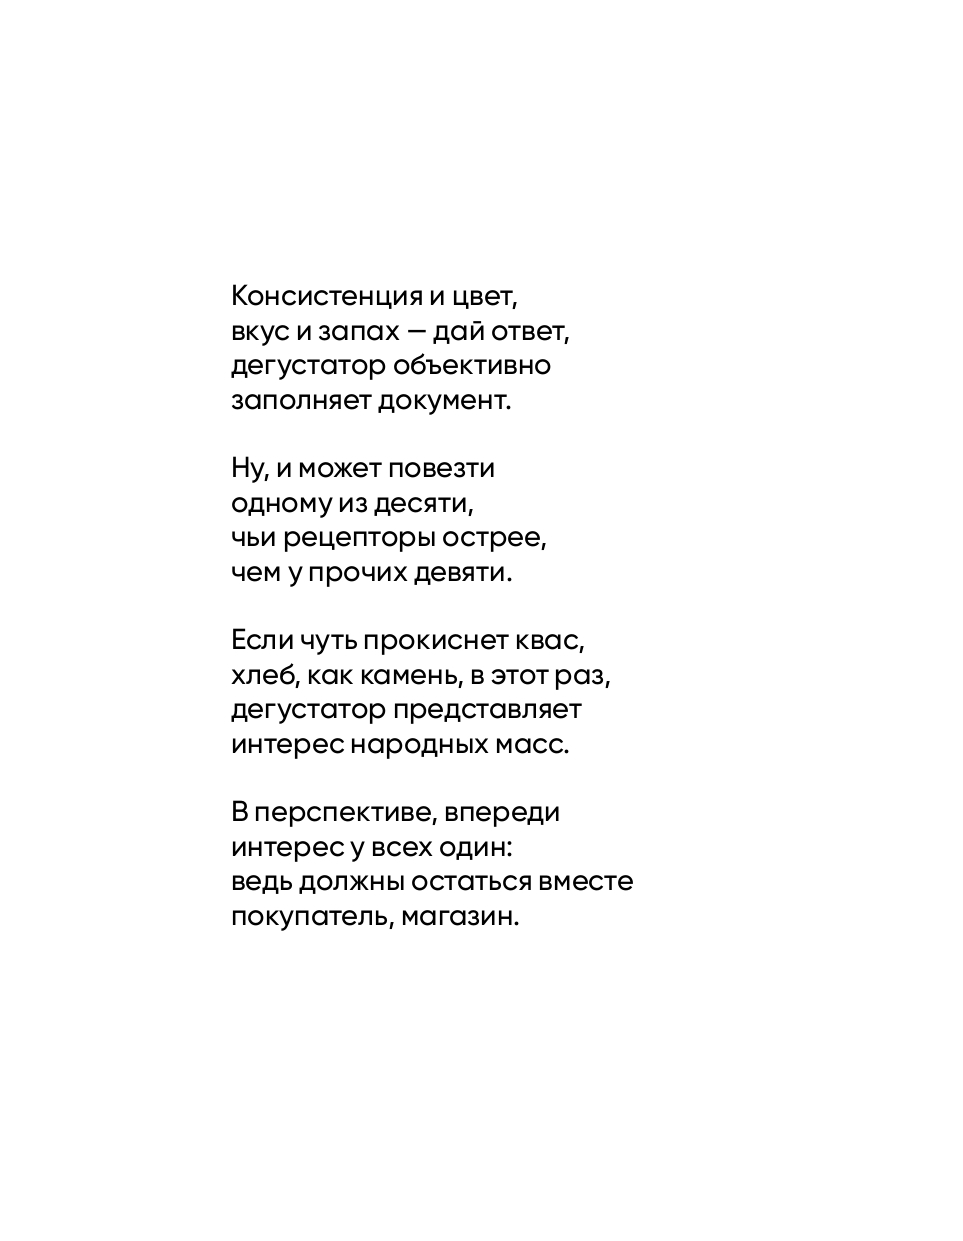 Консистенция и цвет,
вкус и запах — дай ответ,
дегустатор объективно
заполняет документ.
Ну, и может повезти
одному из десяти,
чьи рецепторы острее,
чем у прочих девяти.
Если чуть прокиснет квас,
хлеб, как камень, в этот раз,
дегустатор представляет
интерес народных масс.
В перспективе, впереди
интерес у всех один:
ведь должны остаться вместе
покупатель, магазин.